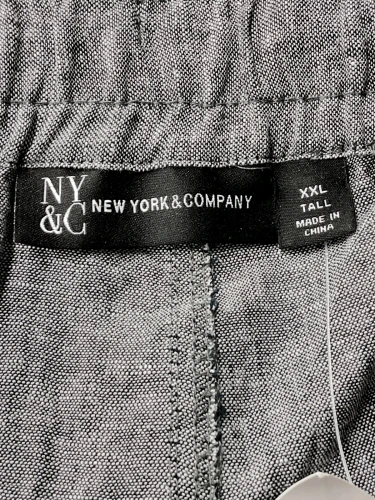 NY
&C
NEW YORK & COMPANY
XXL
TALL
MADE IN
CHINA